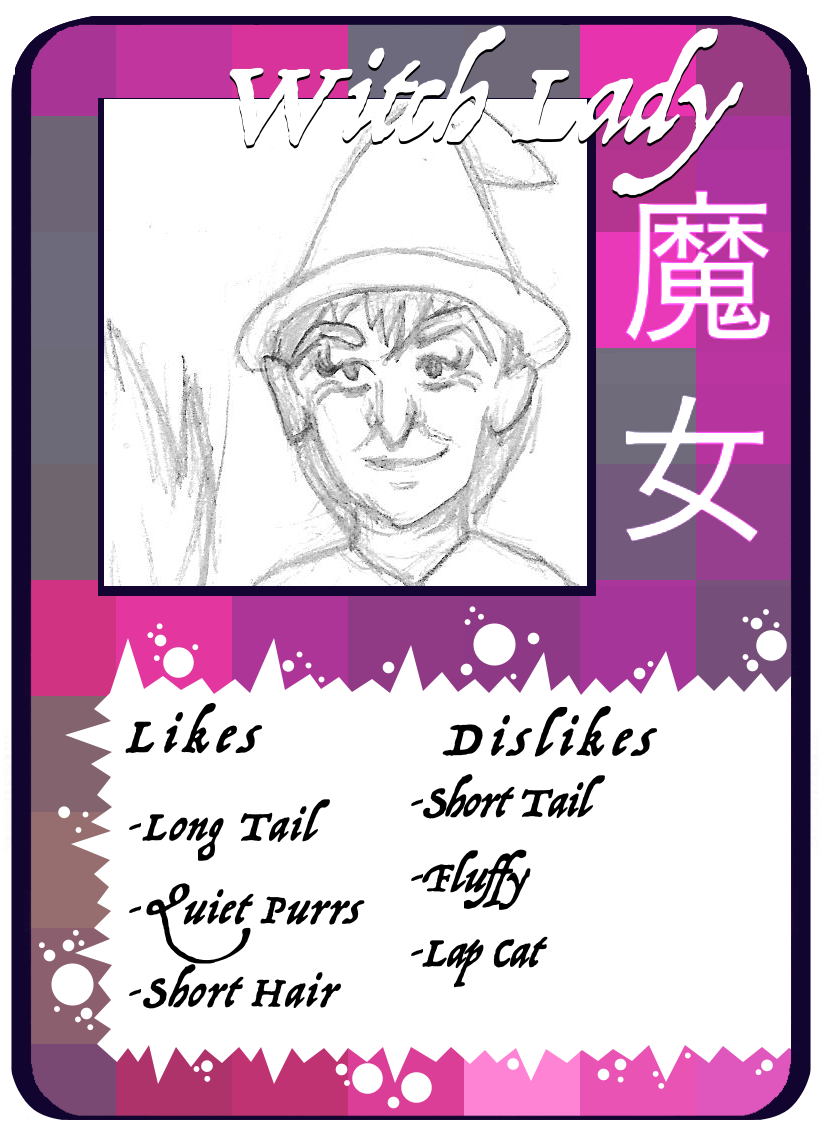 Witch Lady
魔
女
Likes
-Long Tail
-Quiet Purrs
-Short Hair
Dislikes
-Short Tail
-Fluffy
-Lap Cat